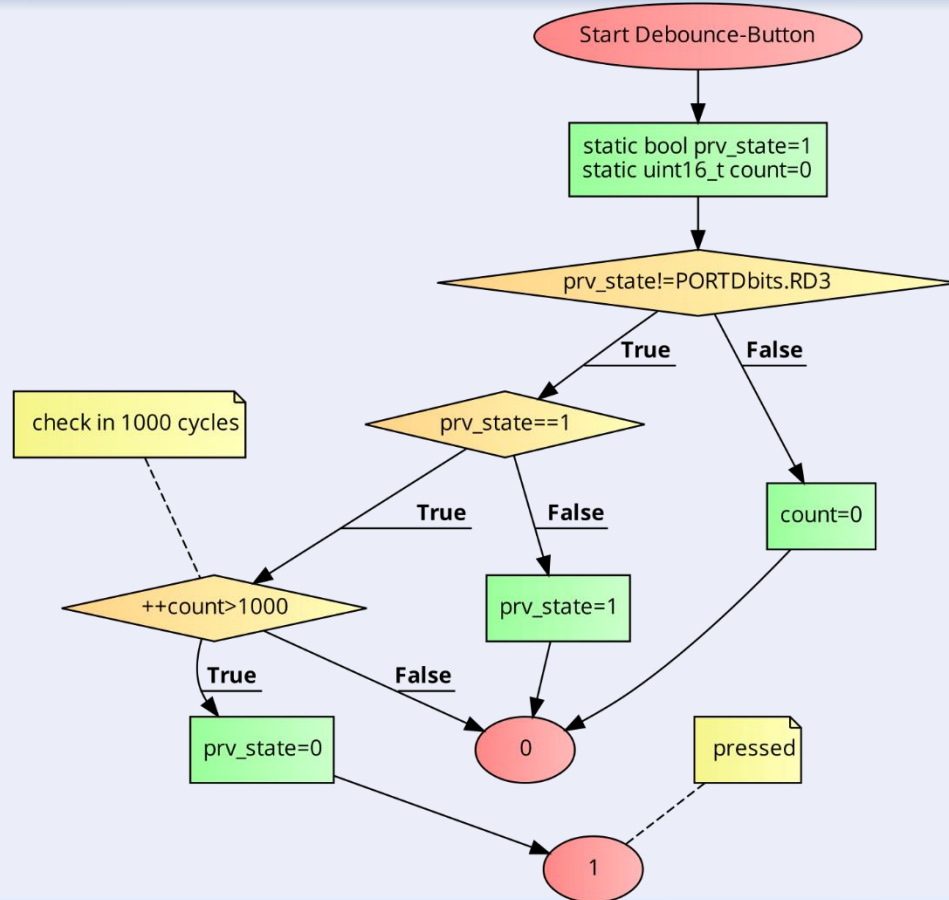 Start Debounce-Button
static bool prv_state=1
static uint16_t count=0
prv_state!=PORTDbits.RD3
True
False
check in 1000 cycles
prv_state==1
True
False
count=0
++count>1000
prv_state=1
True
False
prv_state=0
0
pressed
1